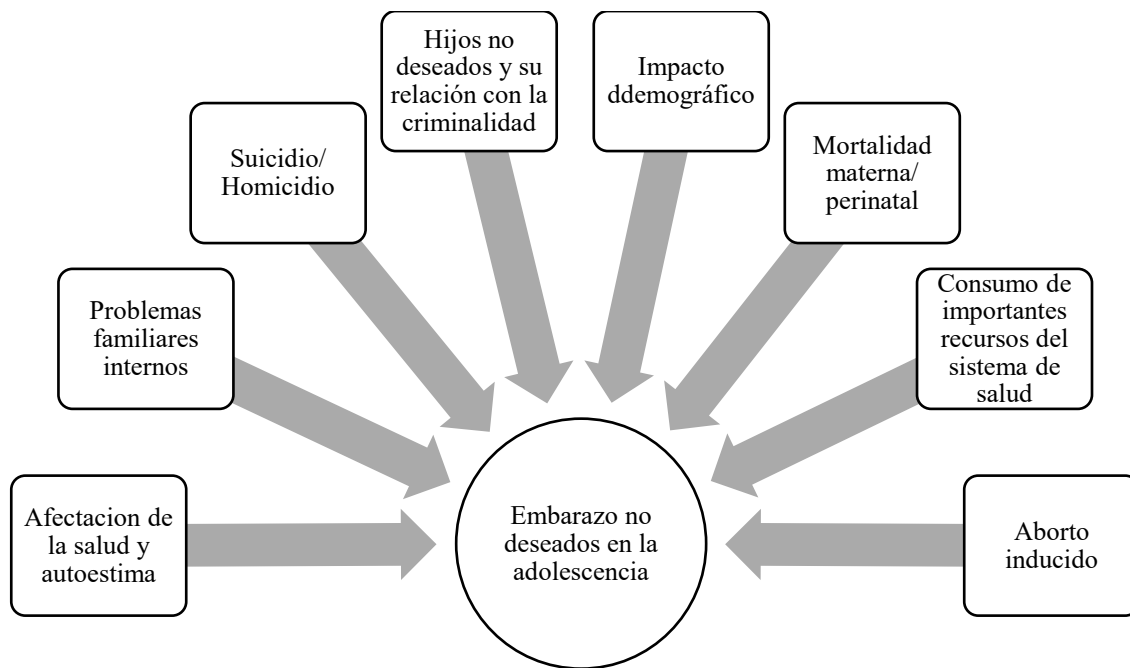 Hijos no
deseados y su
relación con la
criminalidad
Impacto
ddemográfico
Suicidio/
Homicidio
Mortalidad
materna/
perinatal
Problemas
familiares
internos
Consumo de
importantes
recursos del
sistema de
salud
Afectacion de
la salud y
autoestima
Embarazo no
deseados en la
adolescencia
Aborto
inducido